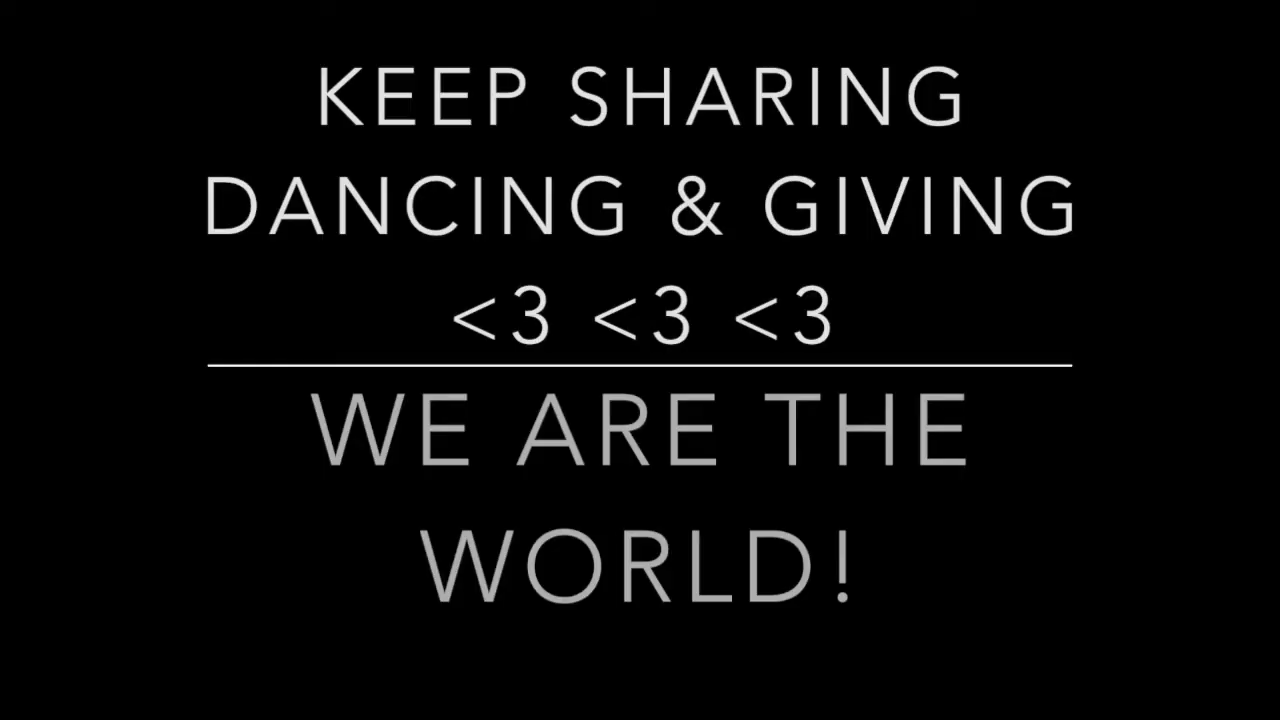 KEEP SHARING
DANCING & GIVING
<3 <3 <3
WE ARE THE
WORLD!